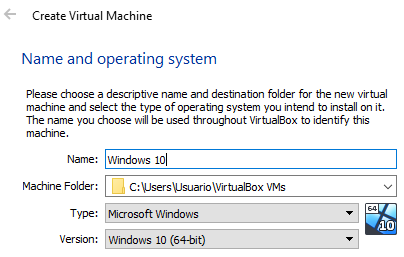 Create Virtual Machine
Name and operating system
Please choose a descriptive name and destination folder for the new virtual
machine and select the type of operating system you intend to install on it.
The name you choose will be used throughout VirtualBox to identify this
machine.
Name: Windows 10
Machine Folder: C:\Users\Usuario\VirtualBox VMs
Type: Microsoft Windows
64
Version: Windows 10 (64-bit)
10